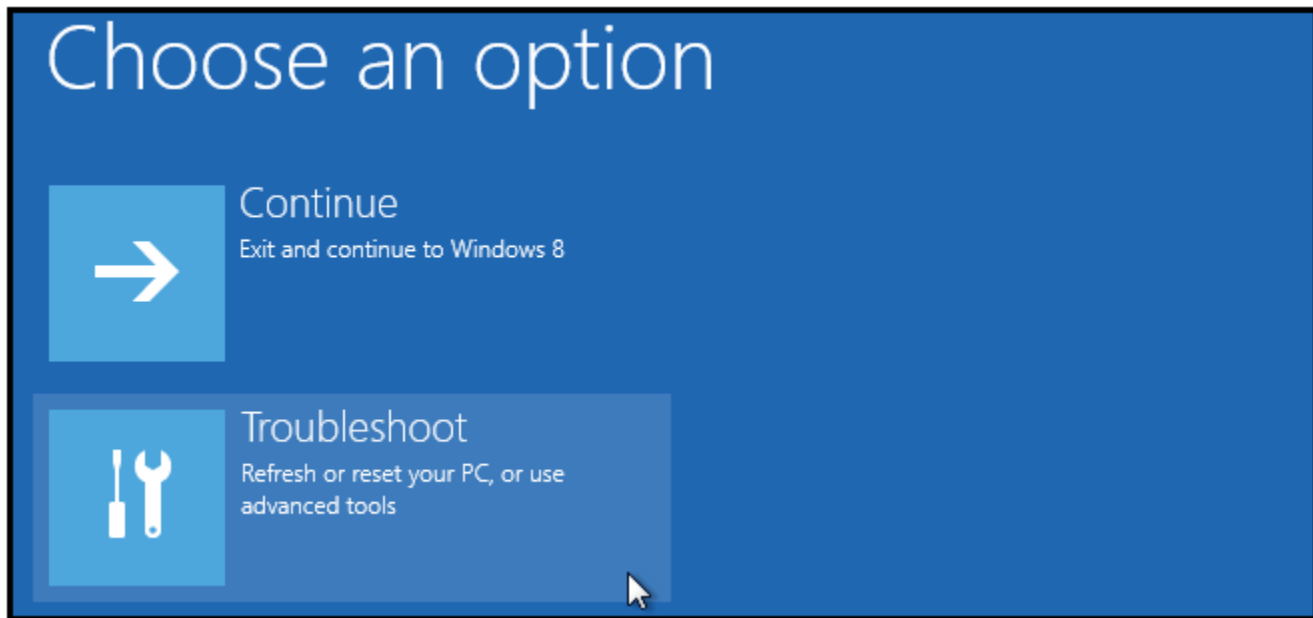 Choose an option
Continue
Exit and continue to Windows 8
Troubleshoot
Refresh or reset your PC, or use
advanced tools